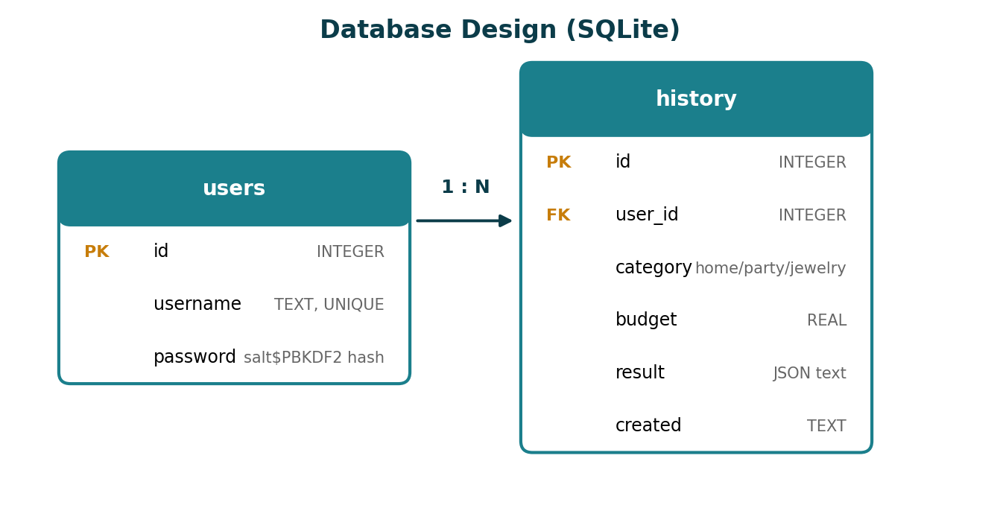 Database Design (SQLite)
users
PK id INTEGER
username TEXT, UNIQUE
password salt$PBKDF2 hash
1 : N
history
PK id INTEGER
FK user_id INTEGER
category home/party/jewelry
budget REAL
result JSON text
created TEXT